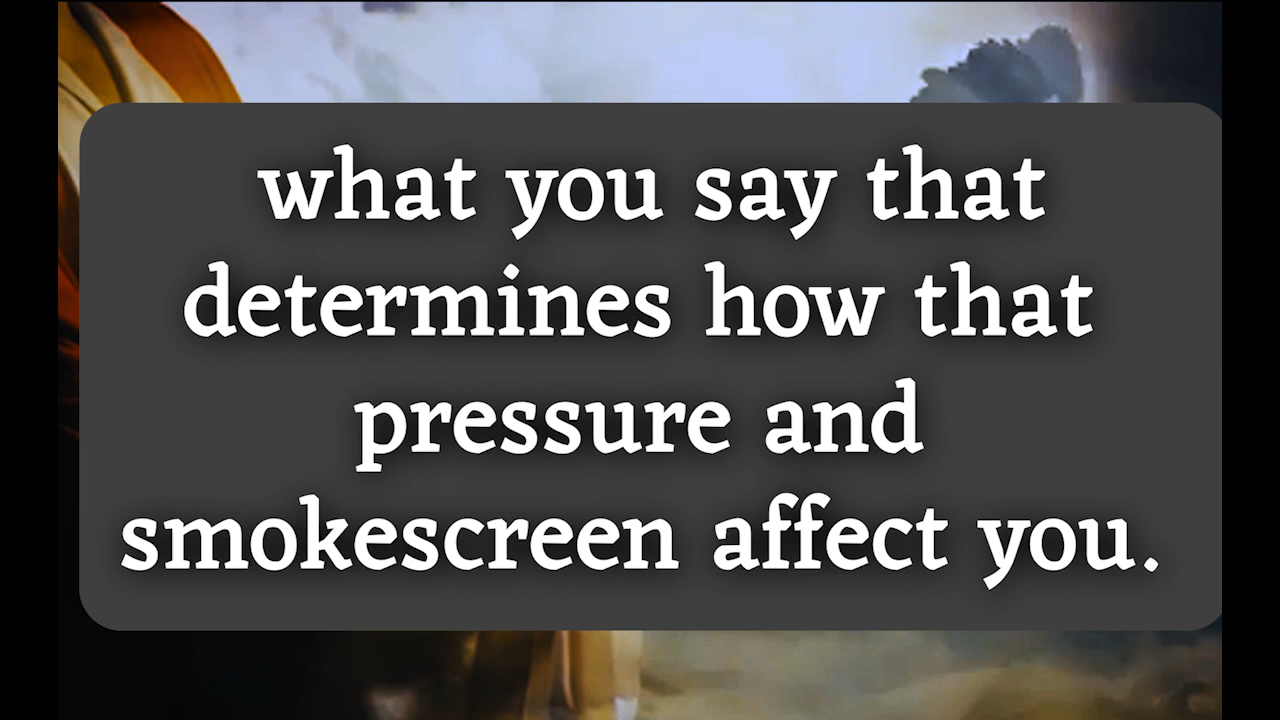 what you say that
determines how that
pressure and
smokescreen affect you.